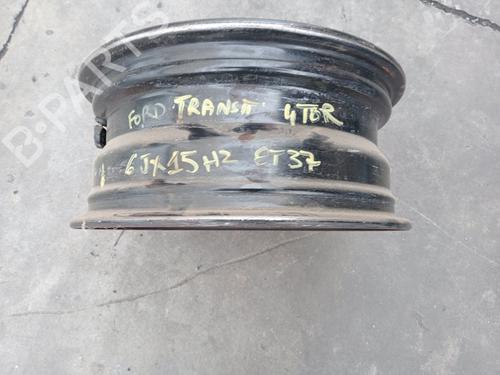 B-PARTS
FORD TRANSIT 4TOR
6JX15H2 ET37